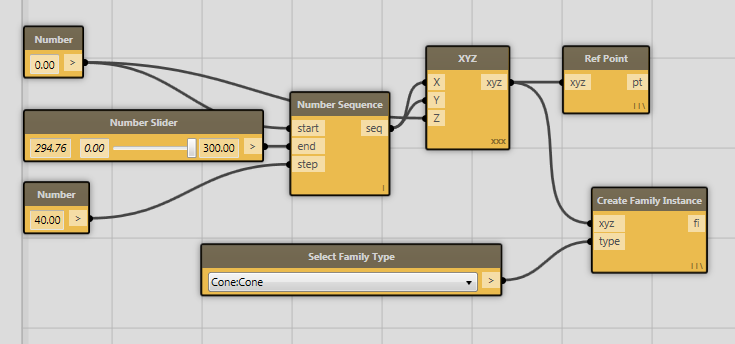 Number
0.00 >
Number Slider
294.76 0.00 300.00 >
Number
40.00 >
Number Sequence
start seq
end
step
XYZ
X xyz
Y
Z
xxx
Ref Point
xyz pt
| | \
Select Family Type
Cone:Cone >
Create Family Instance
xyz fi
type
| | \